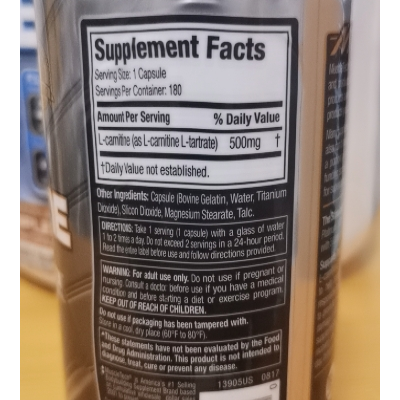 Supplement Facts
Serving Size: 1 Capsule
Servings Per Container: 180
Amount Per Serving % Daily Value
L-carnitine (as L-carnitine L-tartrate) 500mg †
†Daily Value not established.
Other Ingredients: Capsule (Bovine Gelatin, Water, Titanium
Dioxide), Silicon Dioxide, Magnesium Stearate, Talc.
DIRECTIONS: Take 1 serving (1 capsule) with a glass of water
1 to 2 times a day. Do not exceed 2 servings in a 24-hour period.
Read the entire label before use and follow directions provided.
WARNING: For adult use only. Do not use if pregnant or
nursing. Consult a doctor before use if you have a medical
condition and before starting a diet or exercise program.
KEEP OUT OF REACH OF CHILDREN.
Do not use if packaging has been tampered with.
Store in a cool, dry place (60°F to 80°F).
*These statements have not been evaluated by the Food
and Drug Administration. This product is not intended to
diagnose, treat, cure or prevent any disease.
is America's #1 Selling
Supplement Brand based
13905US 0817
E